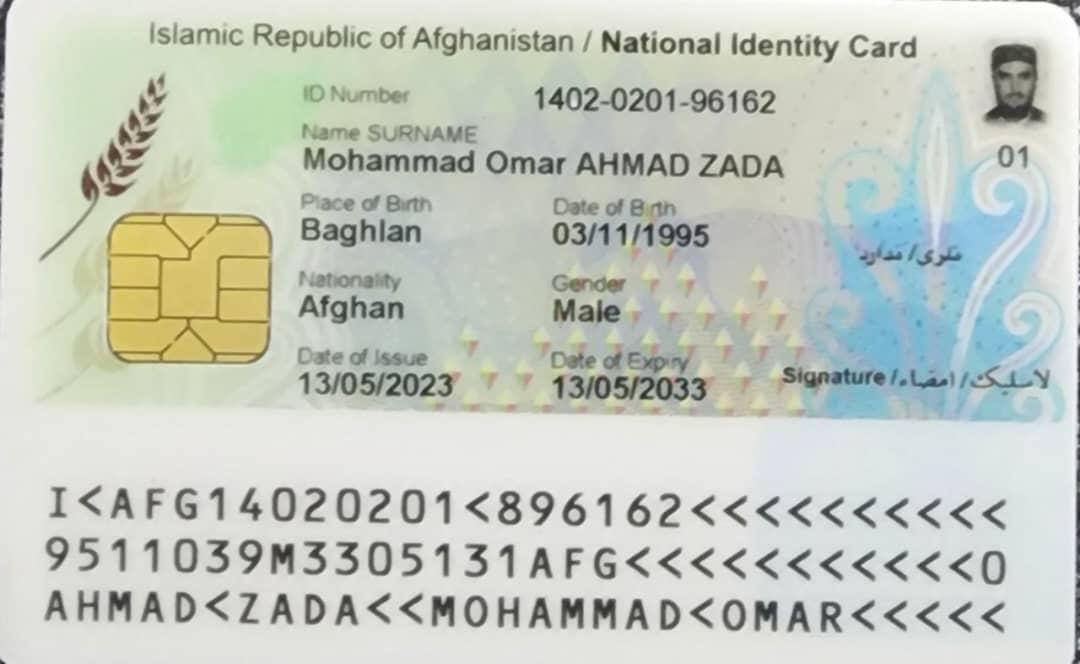 Islamic Republic of Afghanistan / National Identity Card
ID Number 1402-0201-96162
Name SURNAME
Mohammad Omar AHMAD ZADA
01
Place of Birth Date of Birth
Baghlan 03/11/1995
نلري/ندارد
Nationality Gender
Afghan Male
Date of Issue Date of Expiry
13/05/2023 13/05/2033
Signature/امضاء/لاسلیک
I<AFG14020201<896162<<<<<<<<<<
9511039M3305131AFG<<<<<<<<<<<<0
AHMAD<ZADA<<MOHAMMAD<OMAR<<<<<